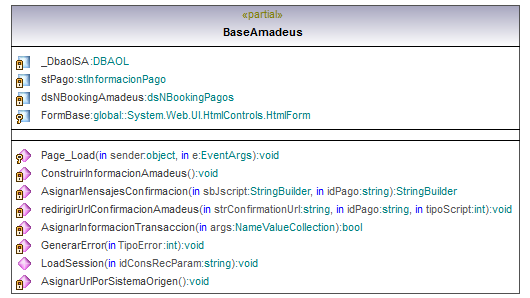 «partial»
BaseAmadeus
_DbaolSA:DBAOL
stPago:stInformacionPago
dsNBookingAmadeus:dsNBookingPagos
FormBase:global::System.Web.UI.HtmlControls.HtmlForm
Page_Load(in sender:object, in e:EventArgs):void
ConstruirInformacionAmadeus():void
AsignarMensajesConfirmacion(in sbJscript:StringBuilder, in idPago:string):StringBuilder
redirigirUrlConfirmacionAmadeus(in strConfirmationUrl:string, in idPago:string, in tipoScript:int):void
AsignarInformacionTransaccion(in args:NameValueCollection):bool
GenerarError(in TipoError:int):void
LoadSession(in idConsRecParam:string):void
AsignarUrlPorSistemaOrigen():void